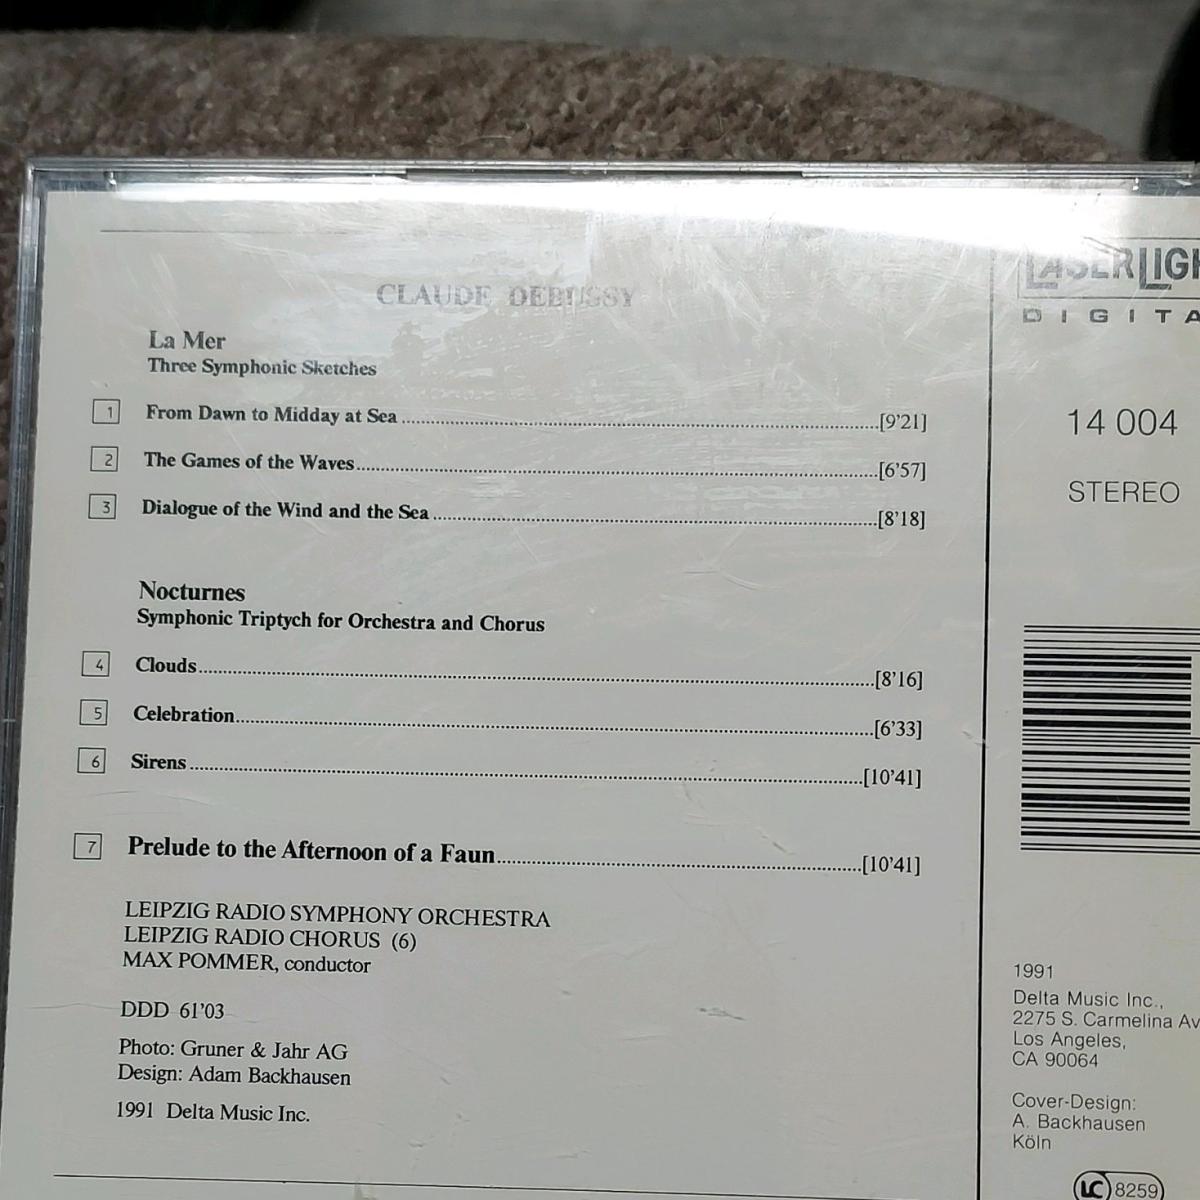 CLAUDE DEBUSSY
La Mer
Three Symphonic Sketches
1 From Dawn to Midday at Sea [9'21]
2 The Games of the Waves [6'57]
3 Dialogue of the Wind and the Sea [8'18]
Nocturnes
Symphonic Triptych for Orchestra and Chorus
4 Clouds [8'16]
5 Celebration [6'33]
6 Sirens [10'41]
7 Prelude to the Afternoon of a Faun [10'41]
LEIPZIG RADIO SYMPHONY ORCHESTRA
LEIPZIG RADIO CHORUS (6)
MAX POMMER, conductor
DDD 61'03
Photo: Gruner & Jahr AG
Design: Adam Backhausen
1991 Delta Music Inc.
LASERLIGH
DIGITA
14 004
STEREO
1991
Delta Music Inc.,
2275 S. Carmelina Av
Los Angeles,
CA 90064
Cover-Design:
A. Backhausen
Köln
LC 8259